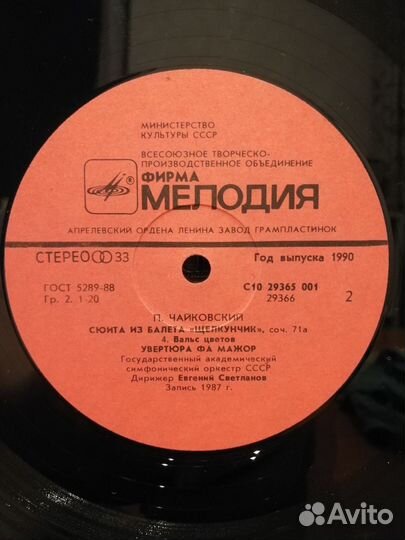 МИНИСТЕРСТВО
КУЛЬТУРЫ СССР
ВСЕСОЮЗНОЕ ТВОРЧЕСКО-
ПРОИЗВОДСТВЕННОЕ ОБЪЕДИНЕНИЕ
ФИРМА
® МЕЛОДИЯ
АПРЕЛЕВСКИЙ ОРДЕНА ЛЕНИНА ЗАВОД ГРАМПЛАСТИНОК
СТЕРЕО 33 Год выпуска 1990
ГОСТ 5289-88 С10 29365 001
Гр. 2. 1-20 29366 2
П. ЧАЙКОВСКИЙ
СЮИТА ИЗ БАЛЕТА «ЩЕЛКУНЧИК», соч. 71а
4. Вальс цветов
УВЕРТЮРА ФА МАЖОР
Государственный академический
симфонический оркестр СССР
Дирижер Евгений Светланов
Запись 1987 г.
Avito